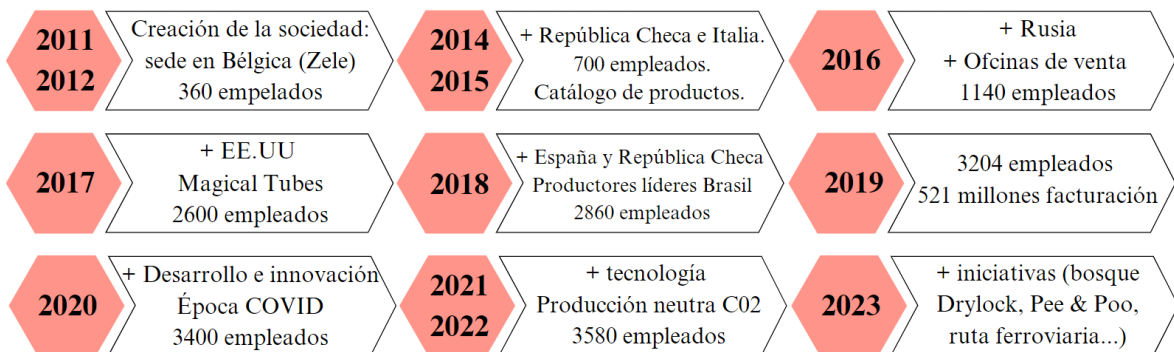 2011
2012
Creación de la sociedad:
sede en Bélgica (Zele)
360 empelados
2014
2015
+ República Checa e Italia.
700 empleados.
Catálogo de productos.
2016
+ Rusia
+ Ofcinas de venta
1140 empleados
2017
+ EE.UU
Magical Tubes
2600 empleados
2018
+ España y República Checa
Productores líderes Brasil
2860 empleados
2019
3204 empleados
521 millones facturación
2020
+ Desarrollo e innovación
Época COVID
3400 empleados
2021
2022
+ tecnología
Producción neutra C02
3580 empleados
2023
+ iniciativas (bosque
Drylock, Pee & Poo,
ruta ferroviaria...)